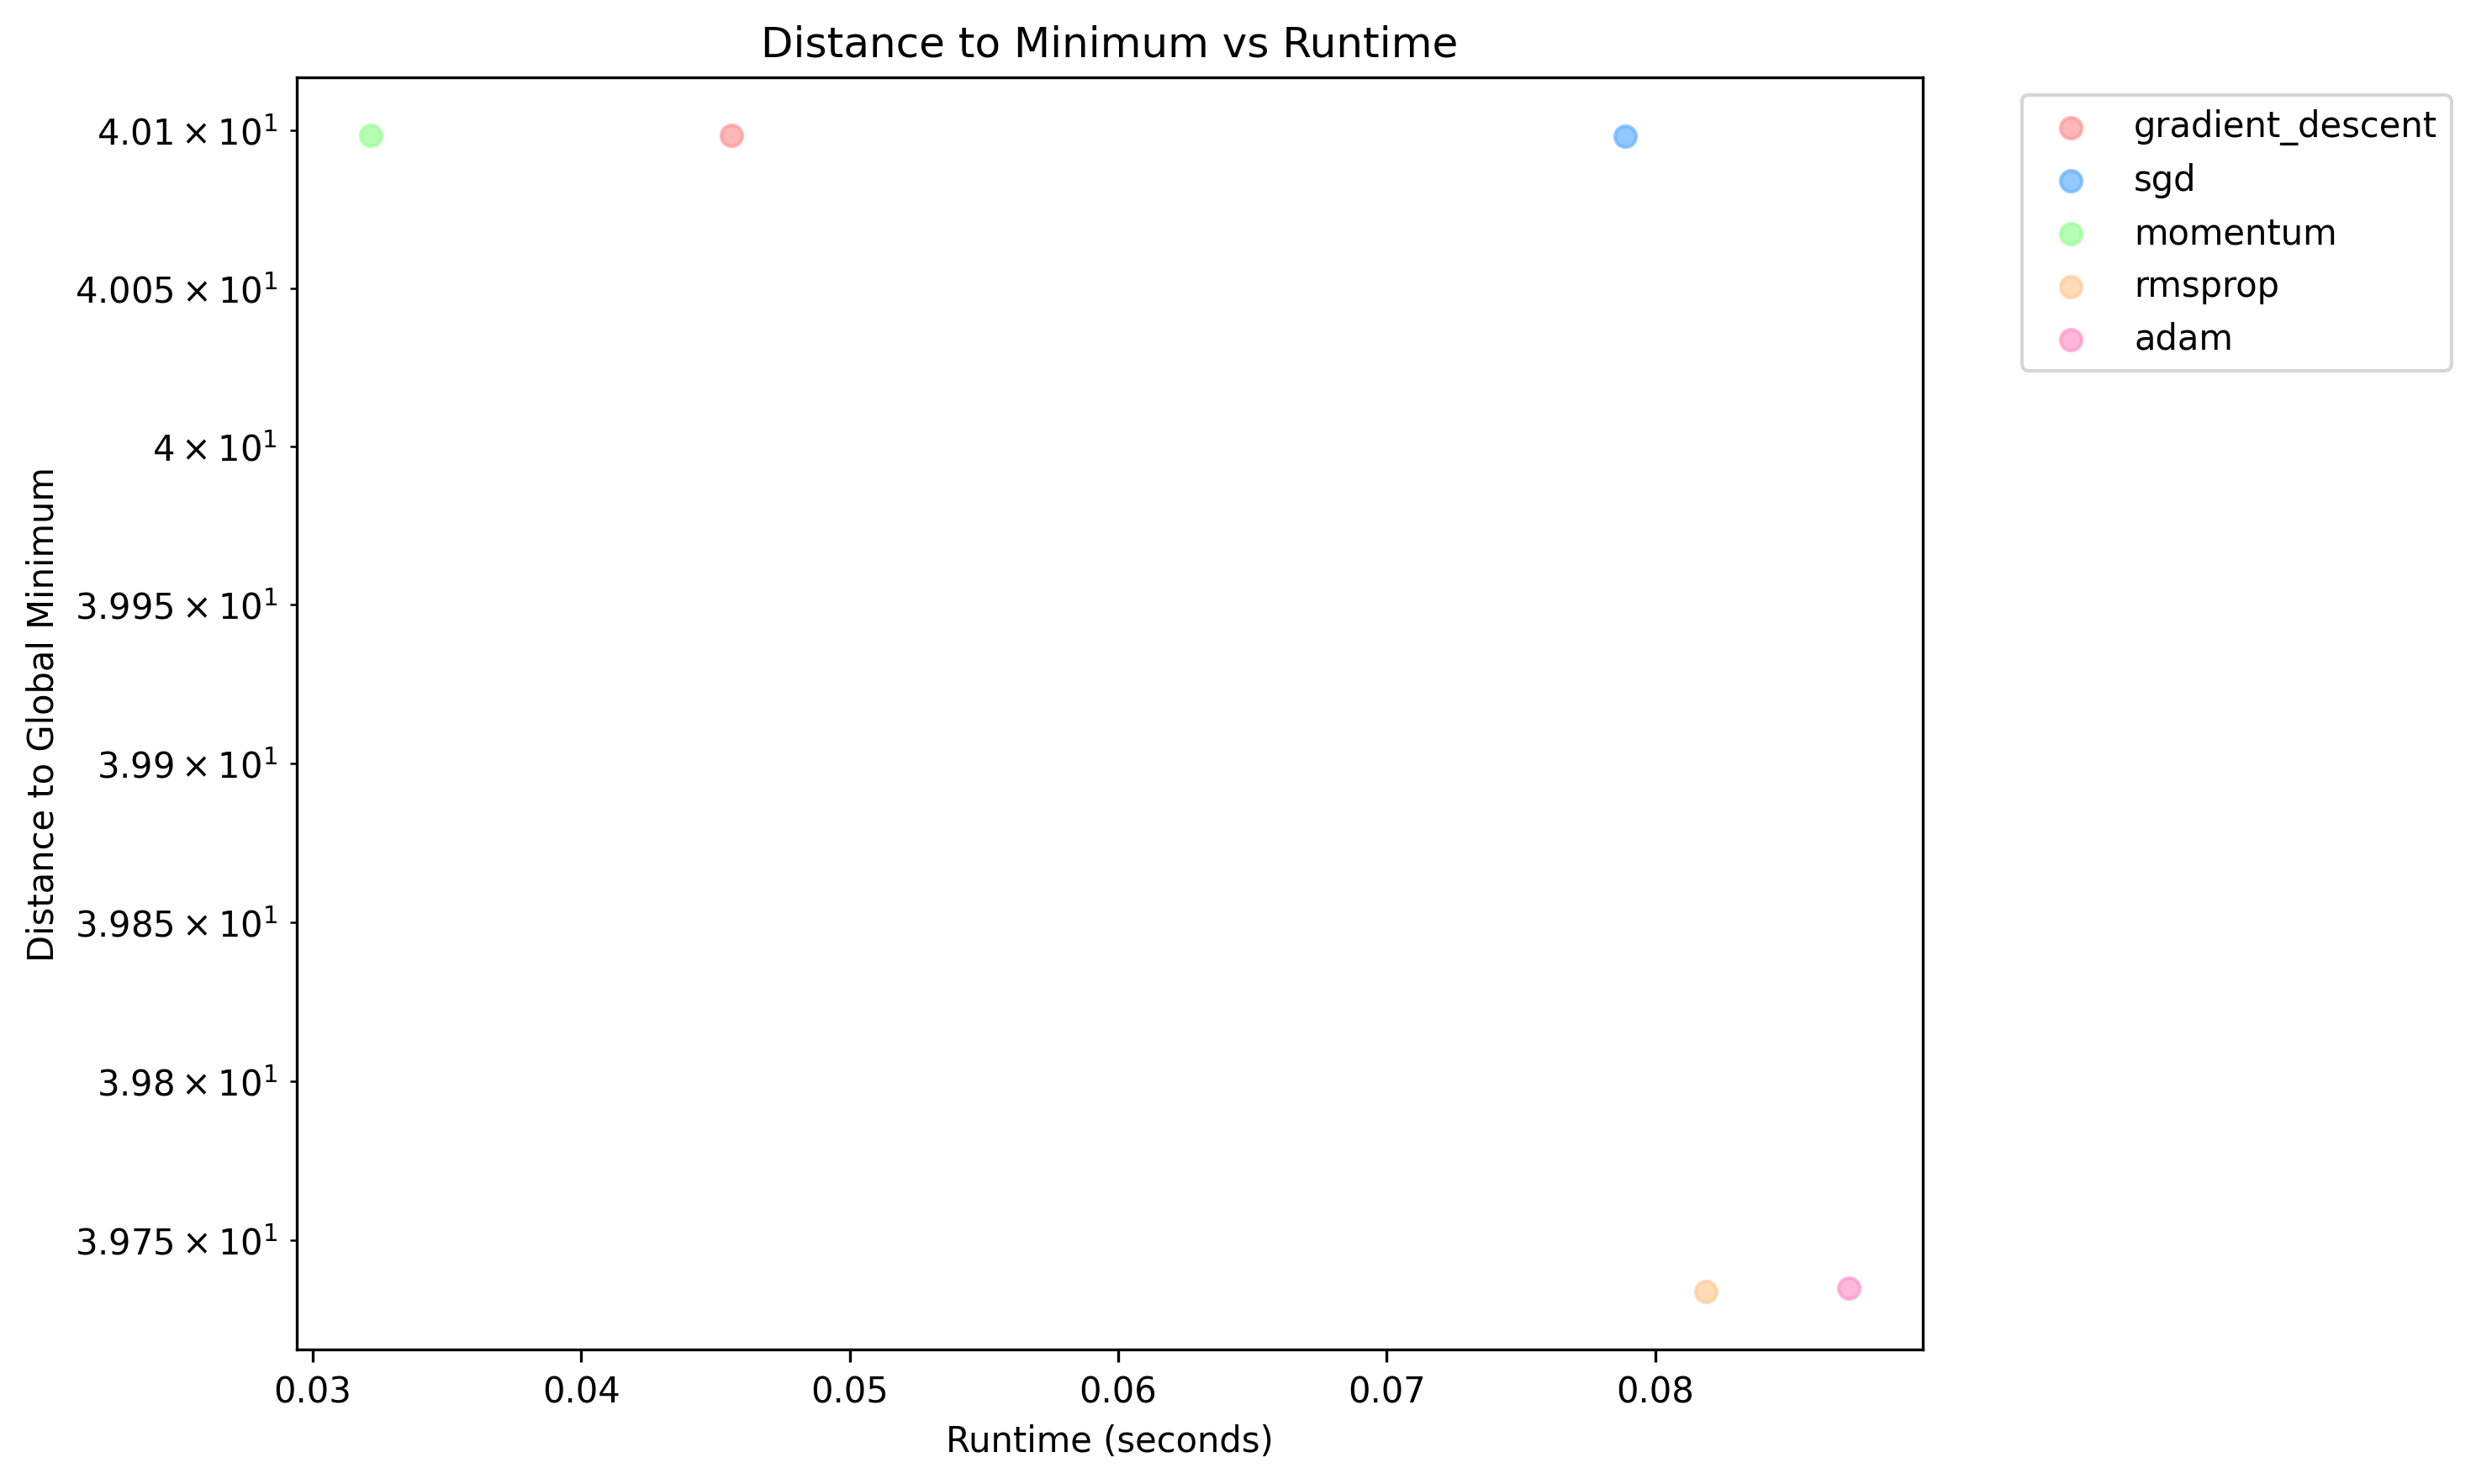 Distance to Minimum vs Runtime
Distance to Global Minimum
4.01 × 10¹
4.005 × 10¹
4 × 10¹
3.995 × 10¹
3.99 × 10¹
3.985 × 10¹
3.98 × 10¹
3.975 × 10¹
0.03 0.04 0.05 0.06 0.07 0.08
Runtime (seconds)
gradient_descent
sgd
momentum
rmsprop
adam